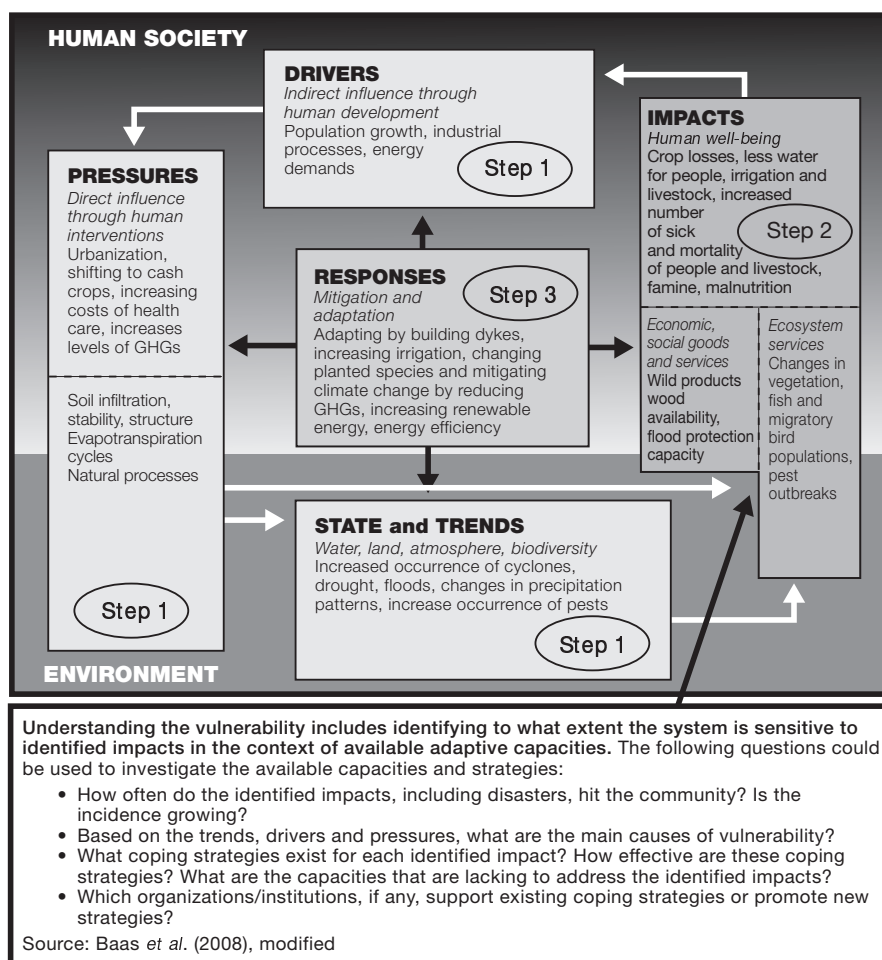 HUMAN SOCIETY
DRIVERS
Indirect influence through
human development
Population growth, industrial
processes, energy
demands
Step 1
IMPACTS
Human well-being
Crop losses, less water
for people, irrigation and
livestock, increased
number
of sick
and mortality
of people and livestock,
famine, malnutrition
Step 2
Economic,
social goods
and services
Wild products
wood
availability,
flood protection
capacity
Ecosystem
services
Changes in
vegetation,
fish and
migratory
bird
populations,
pest
outbreaks
PRESSURES
Direct influence
through human
interventions
Urbanization,
shifting to cash
crops, increasing
costs of health
care, increases
levels of GHGs
Soil infiltration,
stability, structure
Evapotranspiration
cycles
Natural processes
Step 1
RESPONSES
Mitigation and
adaptation
Adapting by building dykes,
increasing irrigation, changing
planted species and mitigating
climate change by reducing
GHGs, increasing renewable
energy, energy efficiency
Step 3
STATE and TRENDS
Water, land, atmosphere, biodiversity
Increased occurrence of cyclones,
drought, floods, changes in precipitation
patterns, increase occurrence of pests
Step 1
ENVIRONMENT
Understanding the vulnerability includes identifying to what extent the system is sensitive to
identified impacts in the context of available adaptive capacities. The following questions could
be used to investigate the available capacities and strategies:
• How often do the identified impacts, including disasters, hit the community? Is the
incidence growing?
• Based on the trends, drivers and pressures, what are the main causes of vulnerability?
• What coping strategies exist for each identified impact? How effective are these coping
strategies? What are the capacities that are lacking to address the identified impacts?
• Which organizations/institutions, if any, support existing coping strategies or promote new
strategies?
Source: Baas et al. (2008), modified